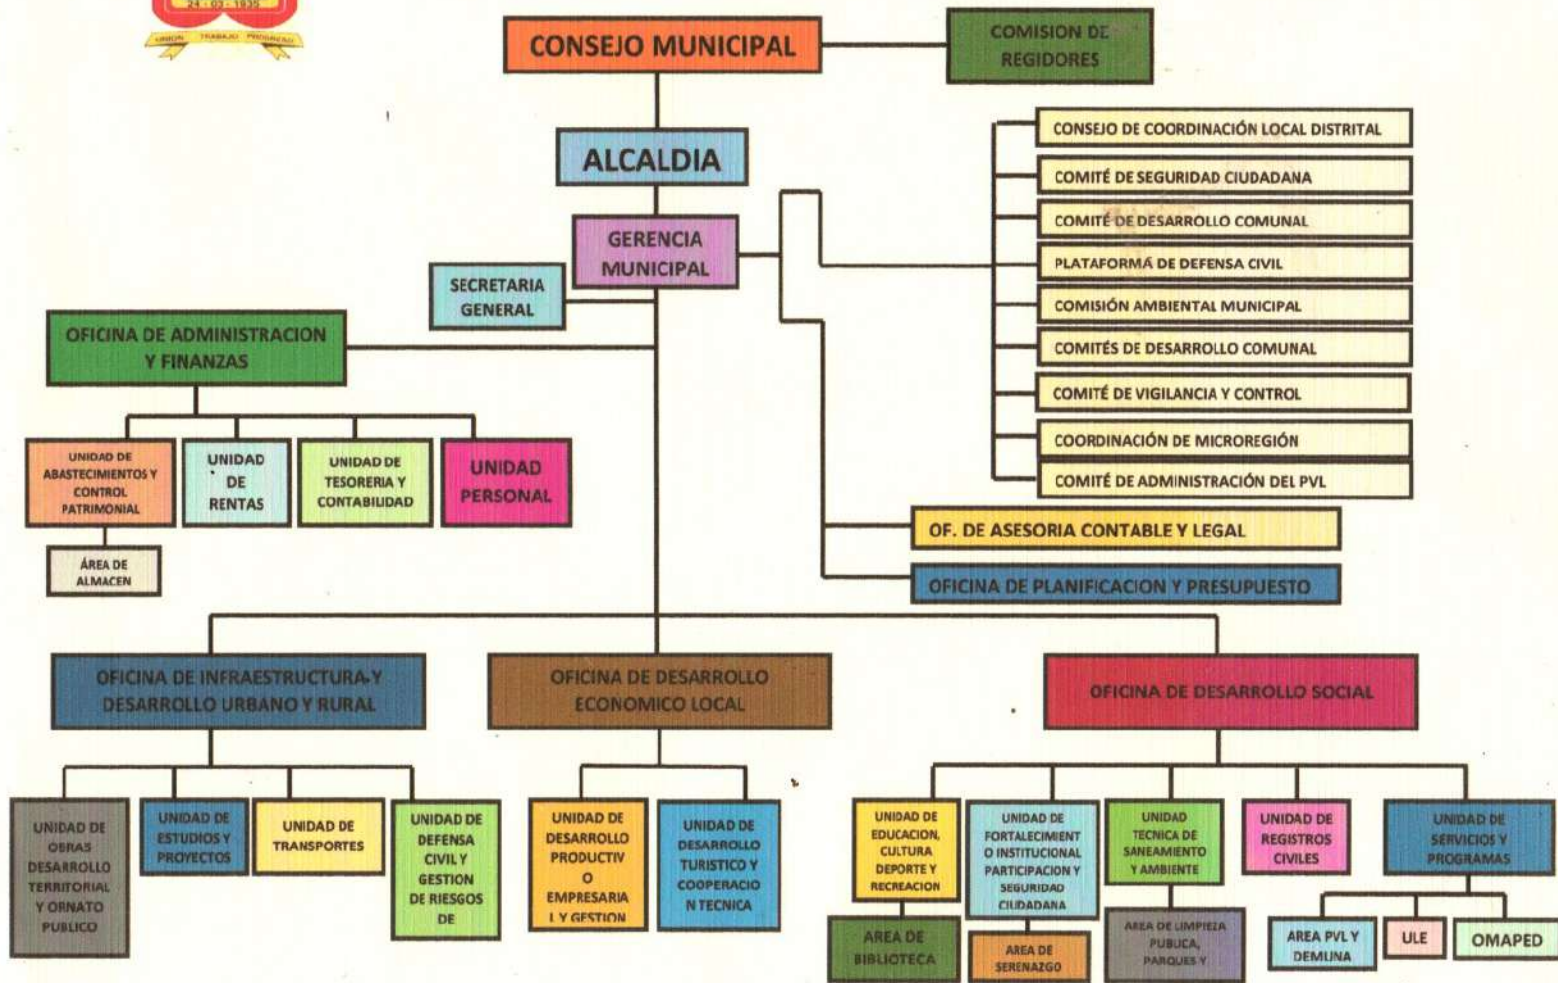 24 - 03 - 1935
UNION TRABAJO PROGRESO
CONSEJO MUNICIPAL
COMISION DE
REGIDORES
ALCALDIA
GERENCIA
MUNICIPAL
SECRETARIA
GENERAL
CONSEJO DE COORDINACIÓN LOCAL DISTRITAL
COMITÉ DE SEGURIDAD CIUDADANA
COMITÉ DE DESARROLLO COMUNAL
PLATAFORMÁ DE DEFENSA CIVIL
COMISIÓN AMBIENTAL MUNICIPAL
COMITÉS DE DESARROLLO COMUNAL
COMITÉ DE VIGILANCIA Y CONTROL
COORDINACIÓN DE MICROREGIÓN
COMITÉ DE ADMINISTRACIÓN DEL PVL
OF. DE ASESORIA CONTABLE Y LEGAL
OFICINA DE PLANIFICACION Y PRESUPUESTO
OFICINA DE ADMINISTRACION
Y FINANZAS
UNIDAD DE
ABASTECIMIENTOS Y
CONTROL
PATRIMONIAL
UNIDAD
DE
RENTAS
UNIDAD DE
TESORERIA Y
CONTABILIDAD
UNIDAD
PERSONAL
ÁREA DE
ALMACEN
OFICINA DE INFRAESTRUCTURA Y
DESARROLLO URBANO Y RURAL
OFICINA DE DESARROLLO
ECONOMICO LOCAL
OFICINA DE DESARROLLO SOCIAL
UNIDAD DE
OBRAS
DESARROLLO
TERRITORIAL
Y ORNATO
PUBLICO
UNIDAD DE
ESTUDIOS Y
PROYECTOS
UNIDAD DE
TRANSPORTES
UNIDAD DE
DEFENSA
CIVIL Y
GESTION
DE RIESGOS
DE
UNIDAD DE
DESARROLLO
PRODUCTIV
O
EMPRESARIA
L Y GESTION
UNIDAD DE
DESARROLLO
TURISTICO Y
COOPERACIO
N TECNICA
UNIDAD DE
EDUCACION,
CULTURA
DEPORTE Y
RECREACION
UNIDAD DE
FORTALECIMIENT
O INSTITUCIONAL
PARTICIPACION Y
SEGURIDAD
CIUDADANA
UNIDAD
TECNICA DE
SANEAMIENTO
Y AMBIENTE
UNIDAD DE
REGISTROS
CIVILES
UNIDAD DE
SERVICIOS Y
PROGRAMAS
AREA DE
BIBLIOTECA
AREA DE
SERENAZGO
AREA DE LIMPIEZA
PUBLICA,
PARQUES Y
AREA PVL Y
DEMUNA
ULE
OMAPED